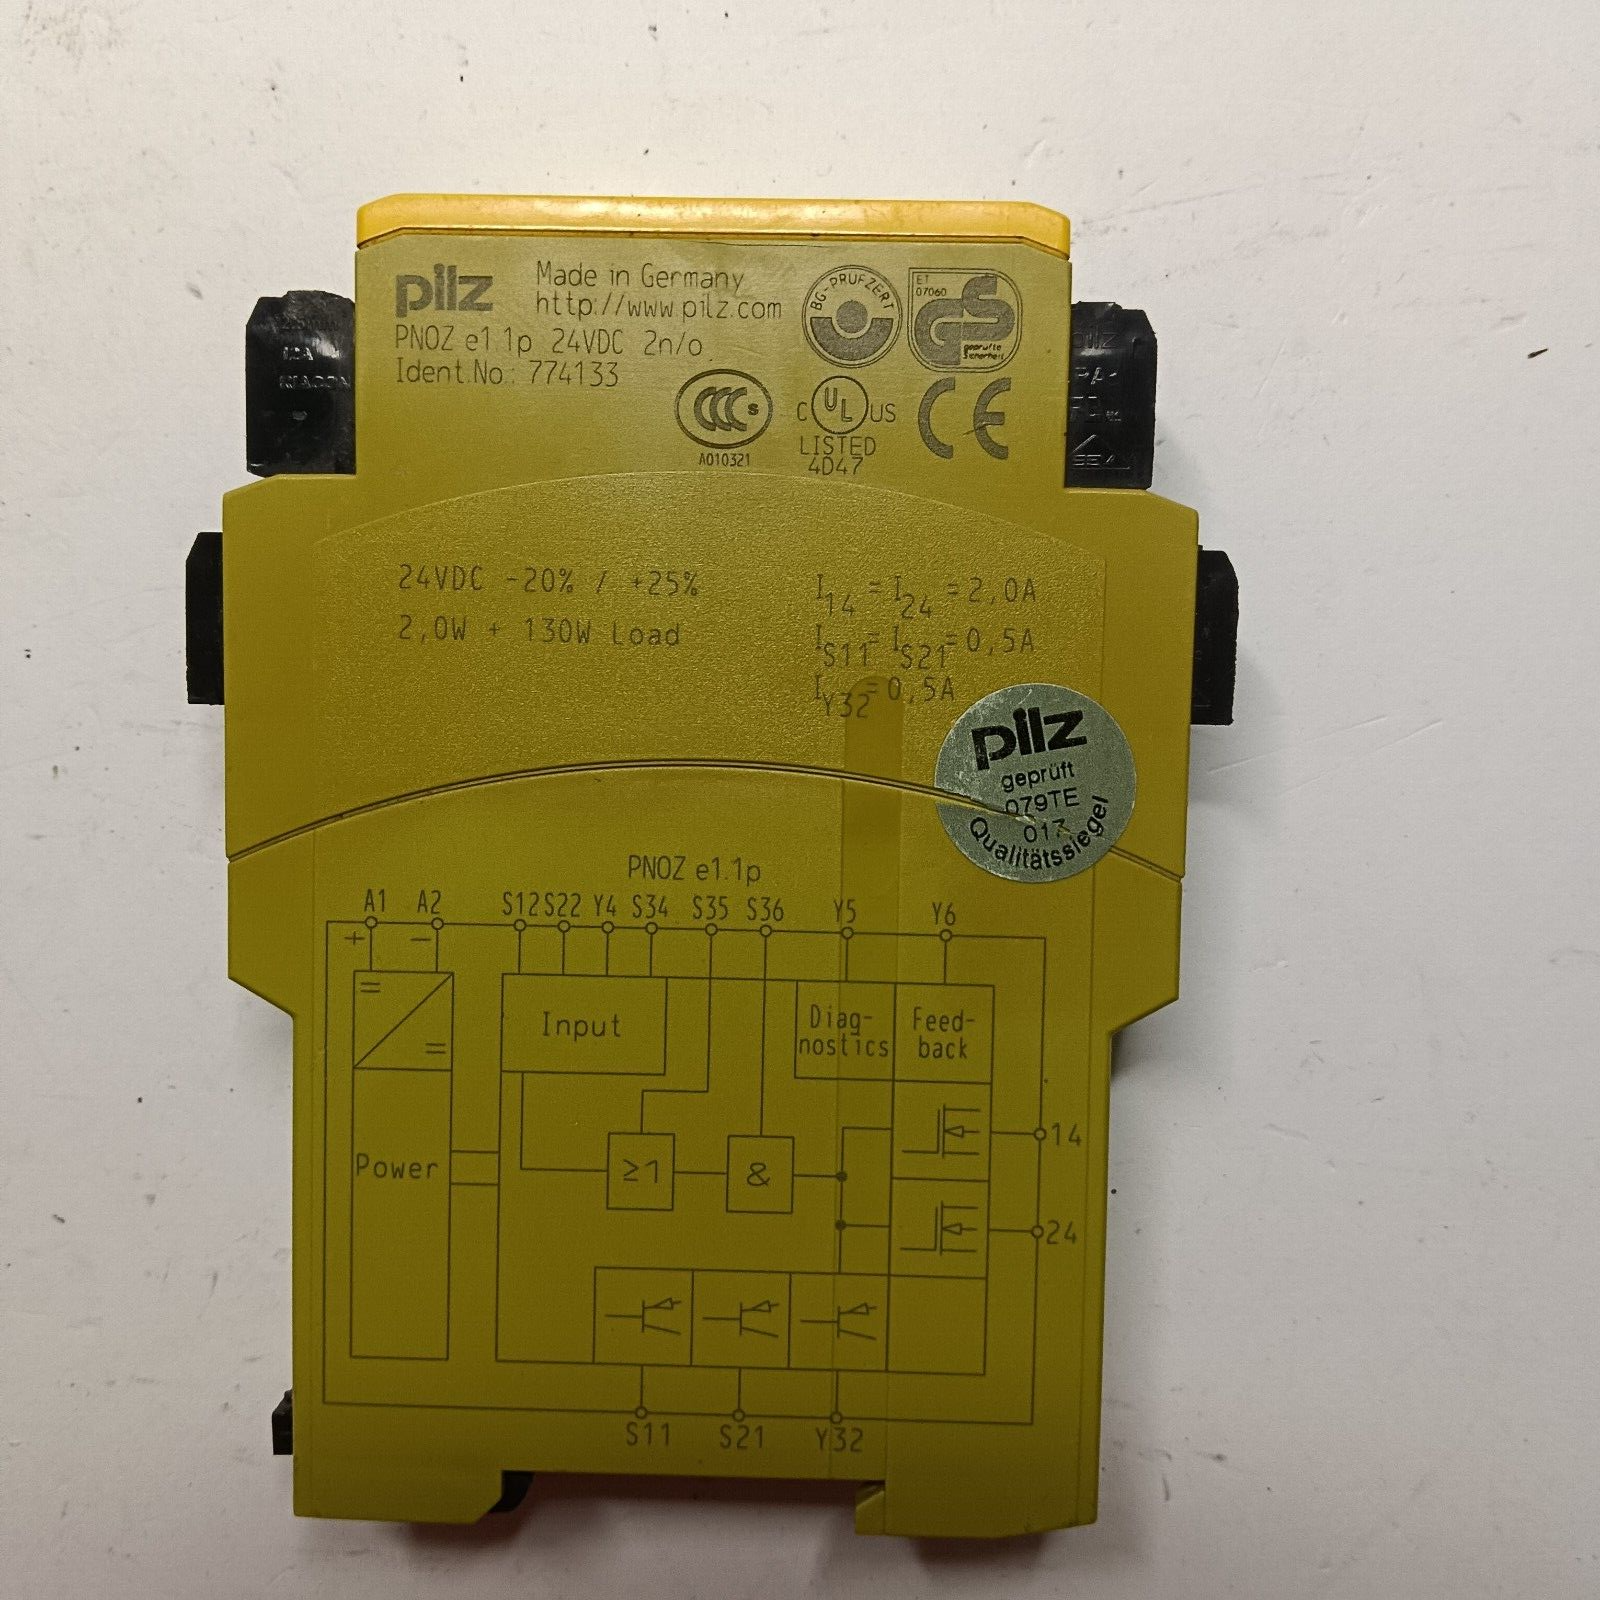 pilz
Made in Germany
http://www.pilz.com
PNOZ e1.1p 24VDC 2n/o
Ident.No.: 774133
BG-PRÜFZERT
ET
07060
GS
geprüfte
Sicherheit
CCC S
A010321
C UL US
LISTED
4D47
CE
pilz
24VDC -20% / +25%
2,0W + 130W Load
I14 = I24 = 2,0A
IS11 = IS21 = 0,5A
IY32 = 0,5A
pilz
geprüft
079TE
017
Qualitätssiegel
PNOZ e1.1p
A1 A2 S12 S22 Y4 S34 S35 S36 Y5 Y6
+ −
Input
Diag-
nostics
Feed-
back
Power
≥1
&
14
24
S11 S21 Y32